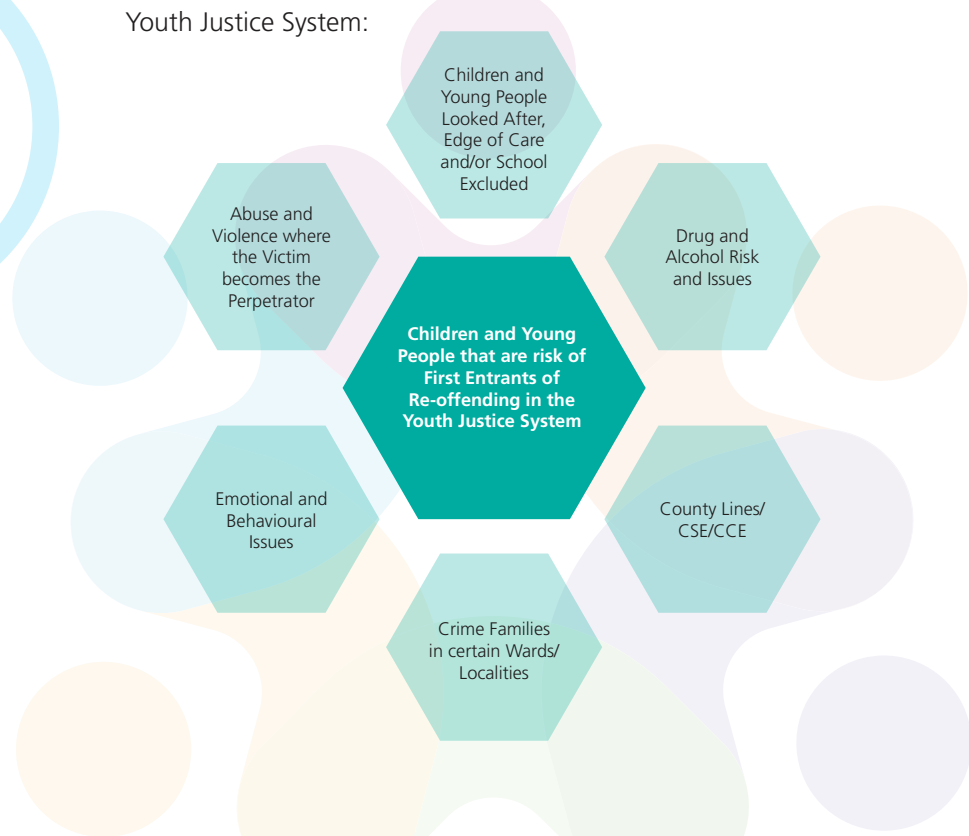 Youth Justice System:
Children and
Young People
Looked After,
Edge of Care
and/or School
Excluded
Abuse and
Violence where
the Victim
becomes the
Perpetrator
Drug and
Alcohol Risk
and Issues
Children and Young
People that are risk of
First Entrants of
Re-offending in the
Youth Justice System
Emotional and
Behavioural
Issues
County Lines/
CSE/CCE
Crime Families
in certain Wards/
Localities